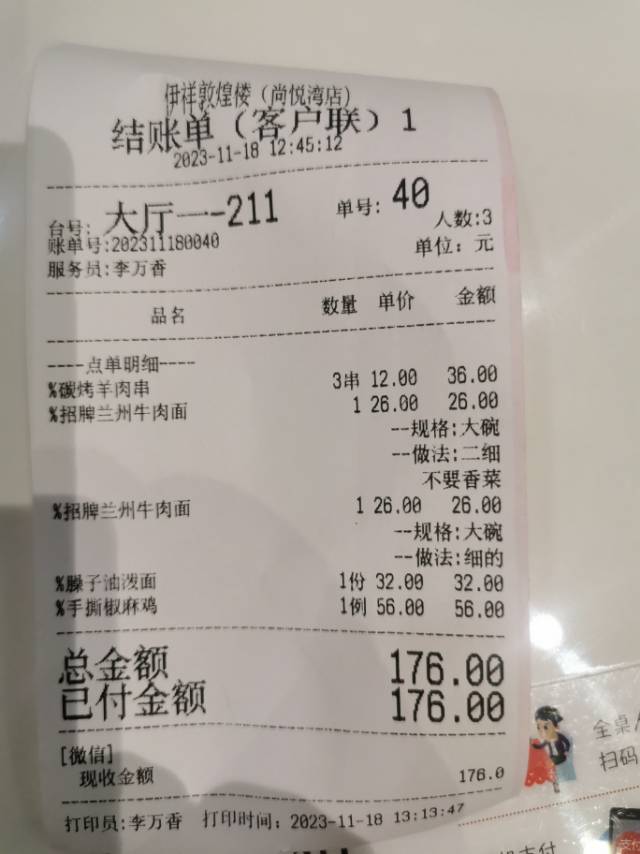 伊祥敦煌楼（尚悦湾店）
结账单（客户联）1
2023-11-18 12:45:12
台号: 大厅一-211 单号: 40
人数:3
账单号:202311180040 单位: 元
服务员:李万香
品名 数量 单价 金额
----点单明细----
%碳烤羊肉串 3串 12.00 36.00
%招牌兰州牛肉面 1 26.00 26.00
--规格:大碗
--做法:二细
不要香菜
%招牌兰州牛肉面 1 26.00 26.00
--规格:大碗
--做法:细的
%臊子油泼面 1份 32.00 32.00
%手撕椒麻鸡 1例 56.00 56.00
总金额 176.00
已付金额 176.00
[微信]
现收金额 176.0
打印员:李万香 打印时间: 2023-11-18 13:13:47
全桌
扫码
支付